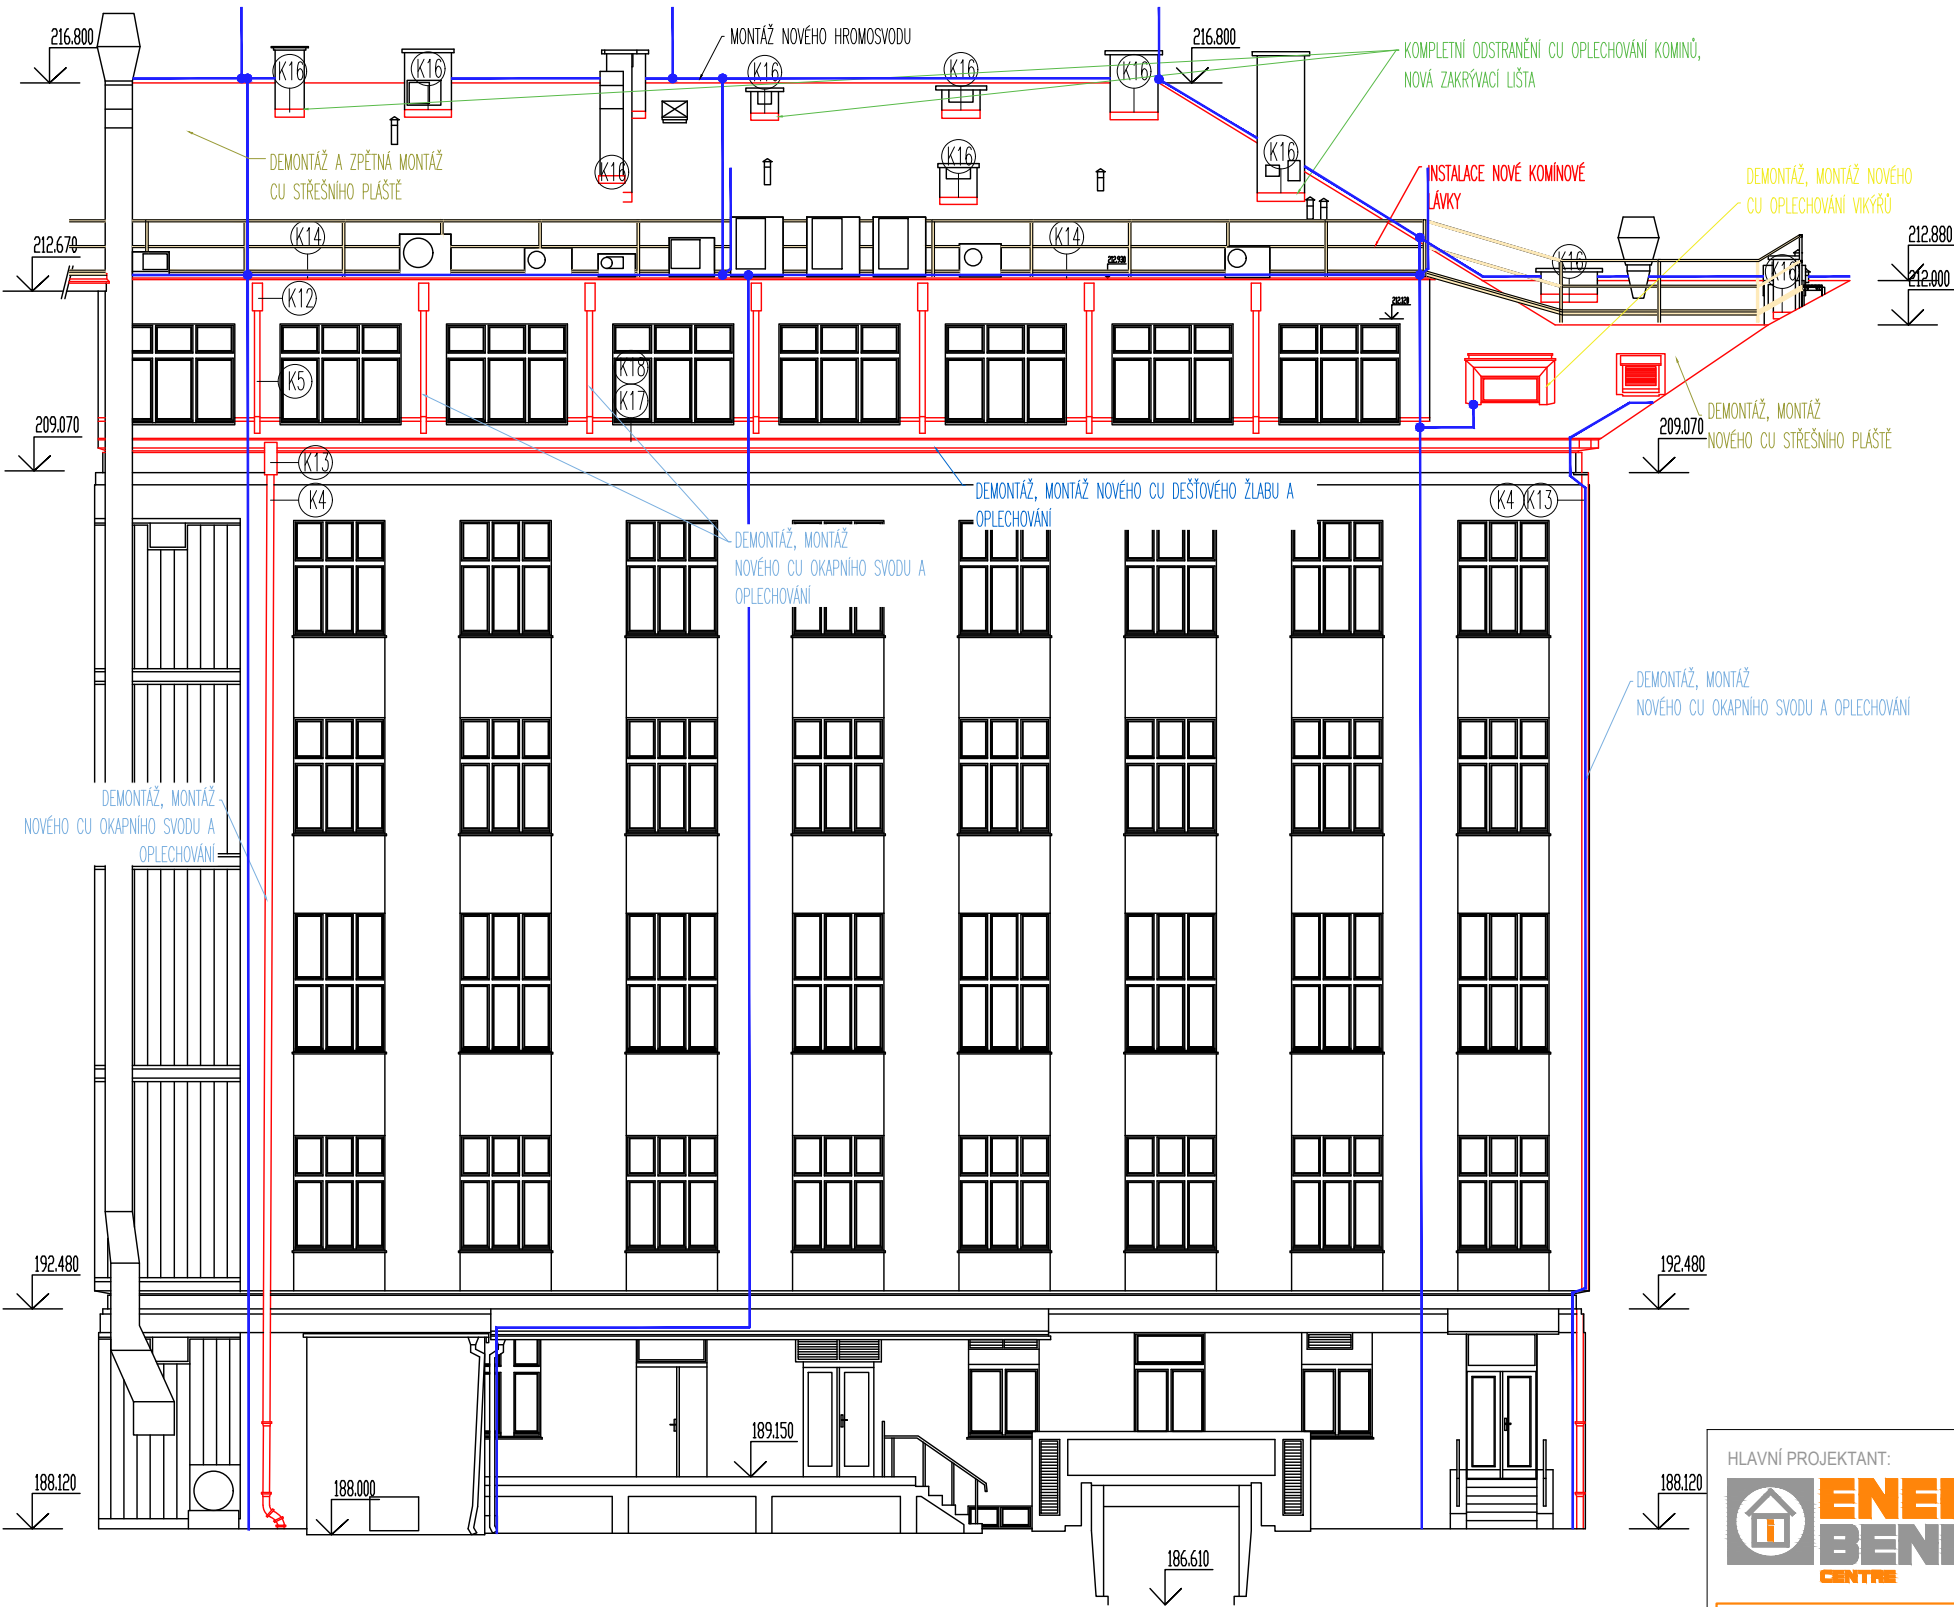 216.800
MONTÁŽ NOVÉHO HROMOSVODU
216.800
KOMPLETNÍ ODSTRANĚNÍ CU OPLECHOVÁNÍ KOMINŮ,
NOVÁ ZAKRÝVACÍ LIŠTA
K16
K16
K16
K16
K16
K16
K16
K16
DEMONTÁŽ A ZPĚTNÁ MONTÁŽ
CU STŘEŠNÍHO PLÁŠTĚ
INSTALACE NOVÉ KOMÍNOVÉ
LÁVKY
DEMONTÁŽ, MONTÁŽ NOVÉHO
CU OPLECHOVÁNÍ VIKÝŘŮ
212.670
K14
K14
K16
K16
212.880
212.000
K12
K5
K18
K17
209.070
DEMONTÁŽ, MONTÁŽ
NOVÉHO CU STŘEŠNÍHO PLÁŠTĚ
209.070
K13
K4
K4
K13
DEMONTÁŽ, MONTÁŽ NOVÉHO CU DEŠŤOVÉHO ŽLABU A
OPLECHOVÁNÍ
DEMONTÁŽ, MONTÁŽ
NOVÉHO CU OKAPNÍHO SVODU A
OPLECHOVÁNÍ
DEMONTÁŽ, MONTÁŽ
NOVÉHO CU OKAPNÍHO SVODU A OPLECHOVÁNÍ
DEMONTÁŽ, MONTÁŽ
NOVÉHO CU OKAPNÍHO SVODU A
OPLECHOVÁNÍ
192.480
192.480
189.150
188.120
188.000
188.120
186.610
HLAVNÍ PROJEKTANT:
ENE
BEN
CENTRE